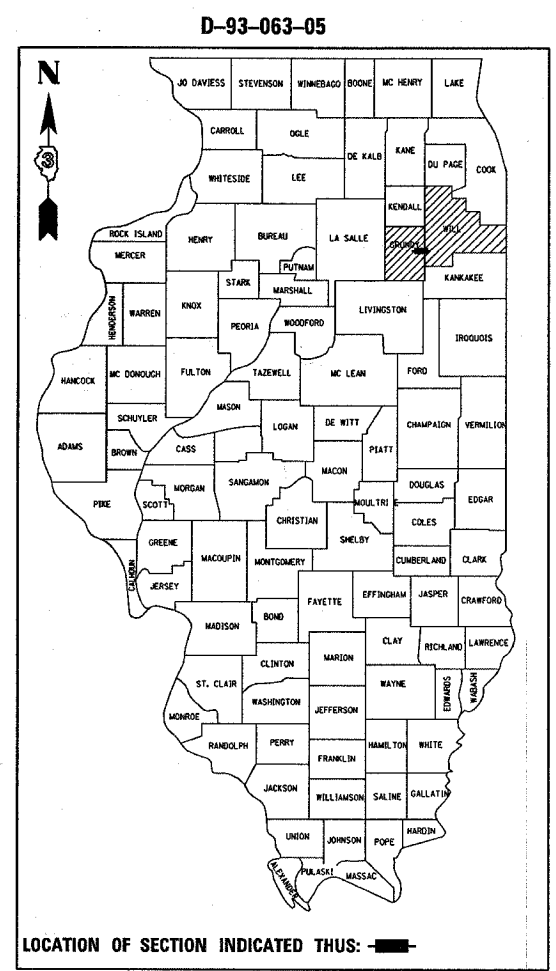 D-93-063-05
N
3
JO DAVIESS STEVENSON WINNEBAGO BOONE MC HENRY LAKE
CARROLL OGLE DE KALB KANE DU PAGE COOK
WHITESIDE LEE
KENDALL
ROCK ISLAND HENRY BUREAU LA SALLE GRUNDY WILL
MERCER PUTNAM
STARK MARSHALL KANKAKEE
HENDERSON WARREN KNOX PEORIA WOODFORD LIVINGSTON
IROQUOIS
HANCOCK MC DONOUGH FULTON TAZEWELL MC LEAN FORD
MASON
SCHUYLER LOGAN DE WITT CHAMPAIGN VERMILION
ADAMS BROWN CASS PIATT
MACON
MORGAN SANGAMON DOUGLAS EDGAR
PIKE SCOTT MOULTRIE
CHRISTIAN COLES
GREENE MACOUPIN SHELBY
CALHOUN MONTGOMERY CUMBERLAND CLARK
JERSEY
FAYETTE EFFINGHAM JASPER CRAWFORD
MADISON BOND
CLAY RICHLAND LAWRENCE
CLINTON MARION
ST. CLAIR WAYNE EDWARDS WABASH
WASHINGTON JEFFERSON
MONROE
RANDOLPH PERRY HAMILTON WHITE
FRANKLIN
JACKSON WILLIAMSON SALINE GALLATIN
UNION JOHNSON POPE HARDIN
ALEXANDER PULASKI MASSAC
LOCATION OF SECTION INDICATED THUS: